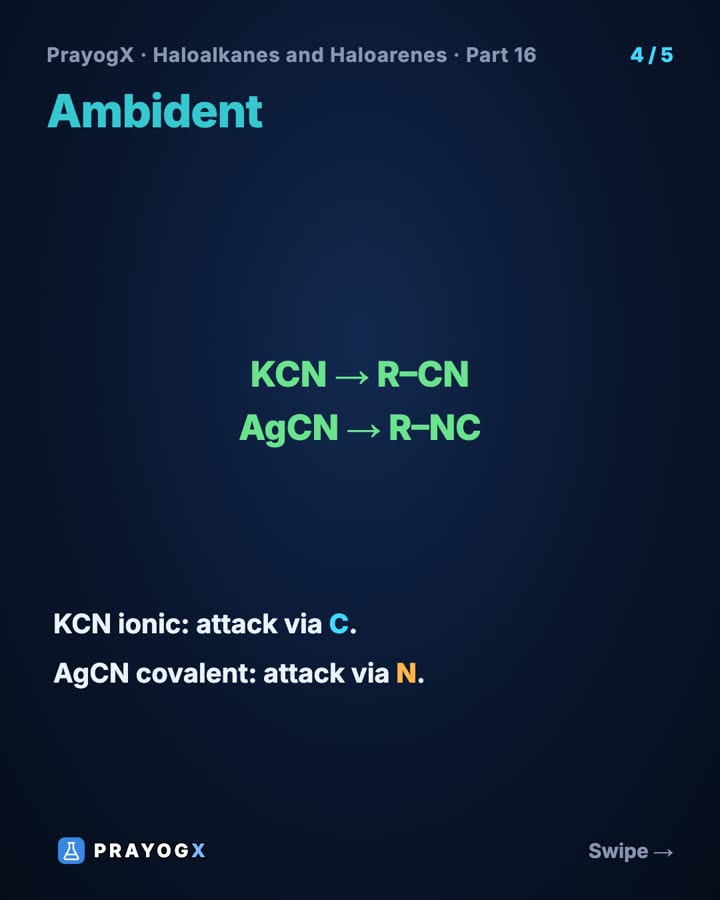 PrayogX · Haloalkanes and Haloarenes · Part 16
4 / 5
Ambident
KCN → R–CN
AgCN → R–NC
KCN ionic: attack via C.
AgCN covalent: attack via N.
PRAYOGX
Swipe →